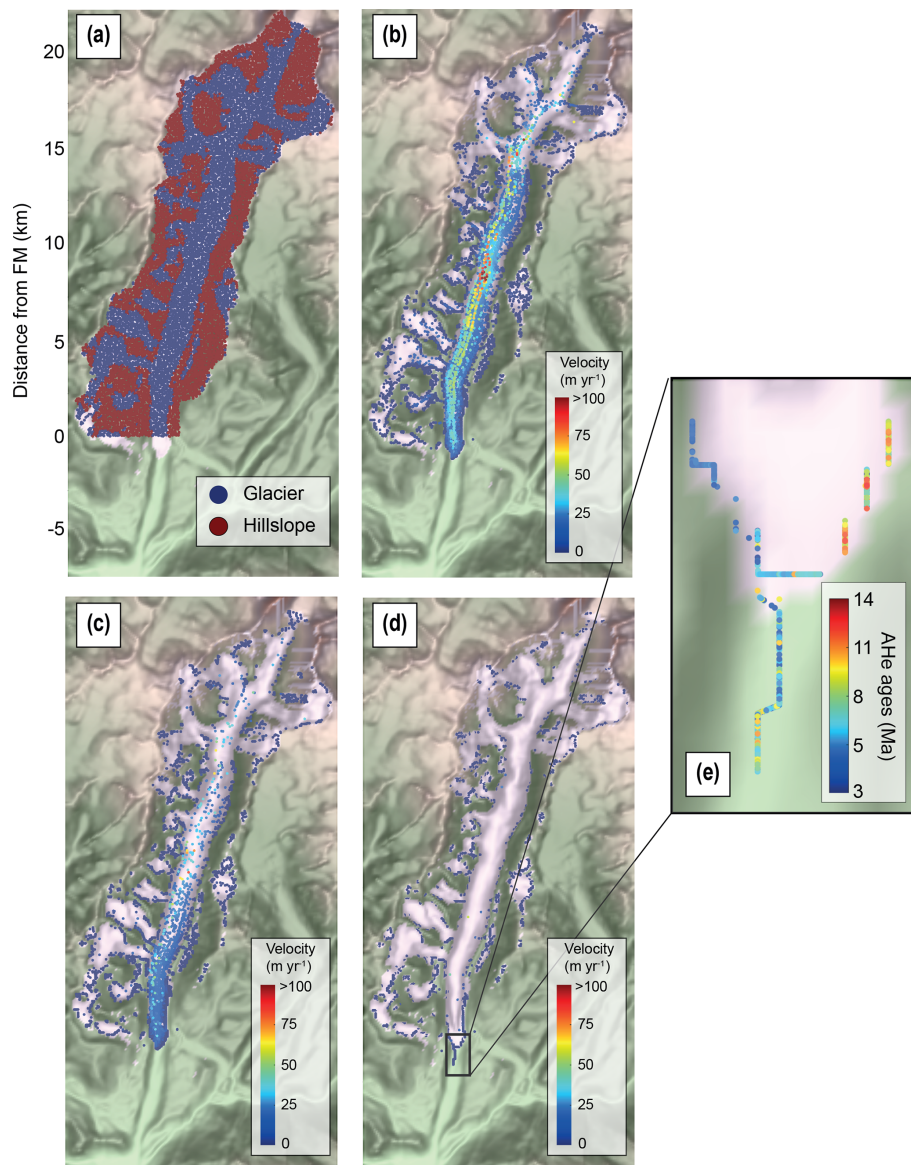 (a)
Distance from FM (km)
20
15
10
5
0
-5
Glacier
Hillslope
(b)
Velocity
(m yr⁻¹)
>100
75
50
25
0
(c)
Velocity
(m yr⁻¹)
>100
75
50
25
0
(d)
Velocity
(m yr⁻¹)
>100
75
50
25
0
(e)
AHe ages (Ma)
14
11
8
5
3